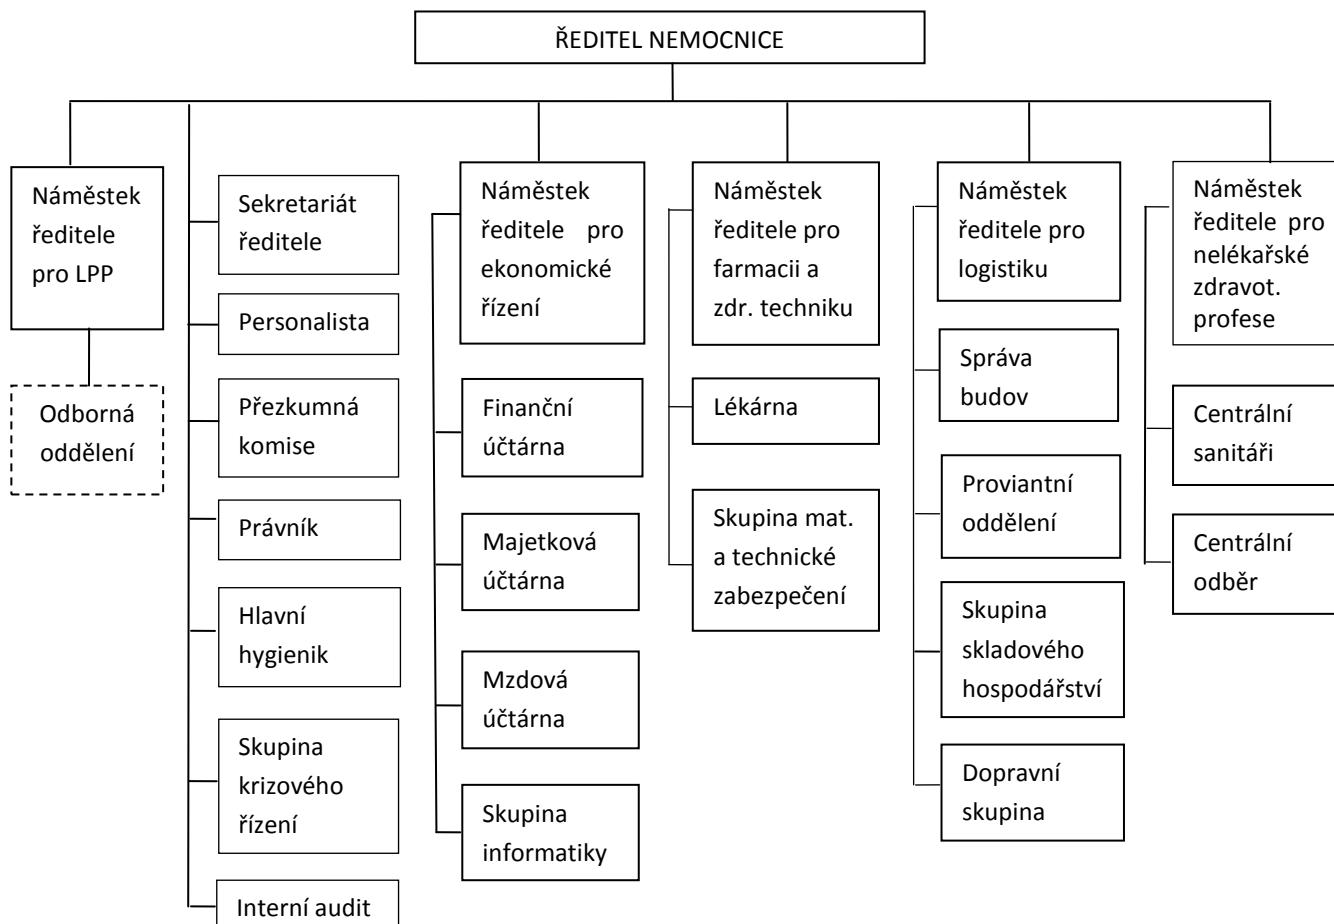 ŘEDITEL NEMOCNICE
Náměstek
ředitele
pro LPP
Odborná
oddělení
Sekretariát
ředitele
Personalista
Přezkumná
komise
Právník
Hlavní
hygienik
Skupina
krizového
řízení
Interní audit
Náměstek
ředitele pro
ekonomické
řízení
Finanční
účtárna
Majetková
účtárna
Mzdová
účtárna
Skupina
informatiky
Náměstek
ředitele pro
farmacii a
zdr. techniku
Lékárna
Skupina mat.
a technické
zabezpečení
Náměstek
ředitele pro
logistiku
Správa
budov
Proviantní
oddělení
Skupina
skladového
hospodářství
Dopravní
skupina
Náměstek
ředitele pro
nelékařské
zdravot.
profese
Centrální
sanitáři
Centrální
odběr